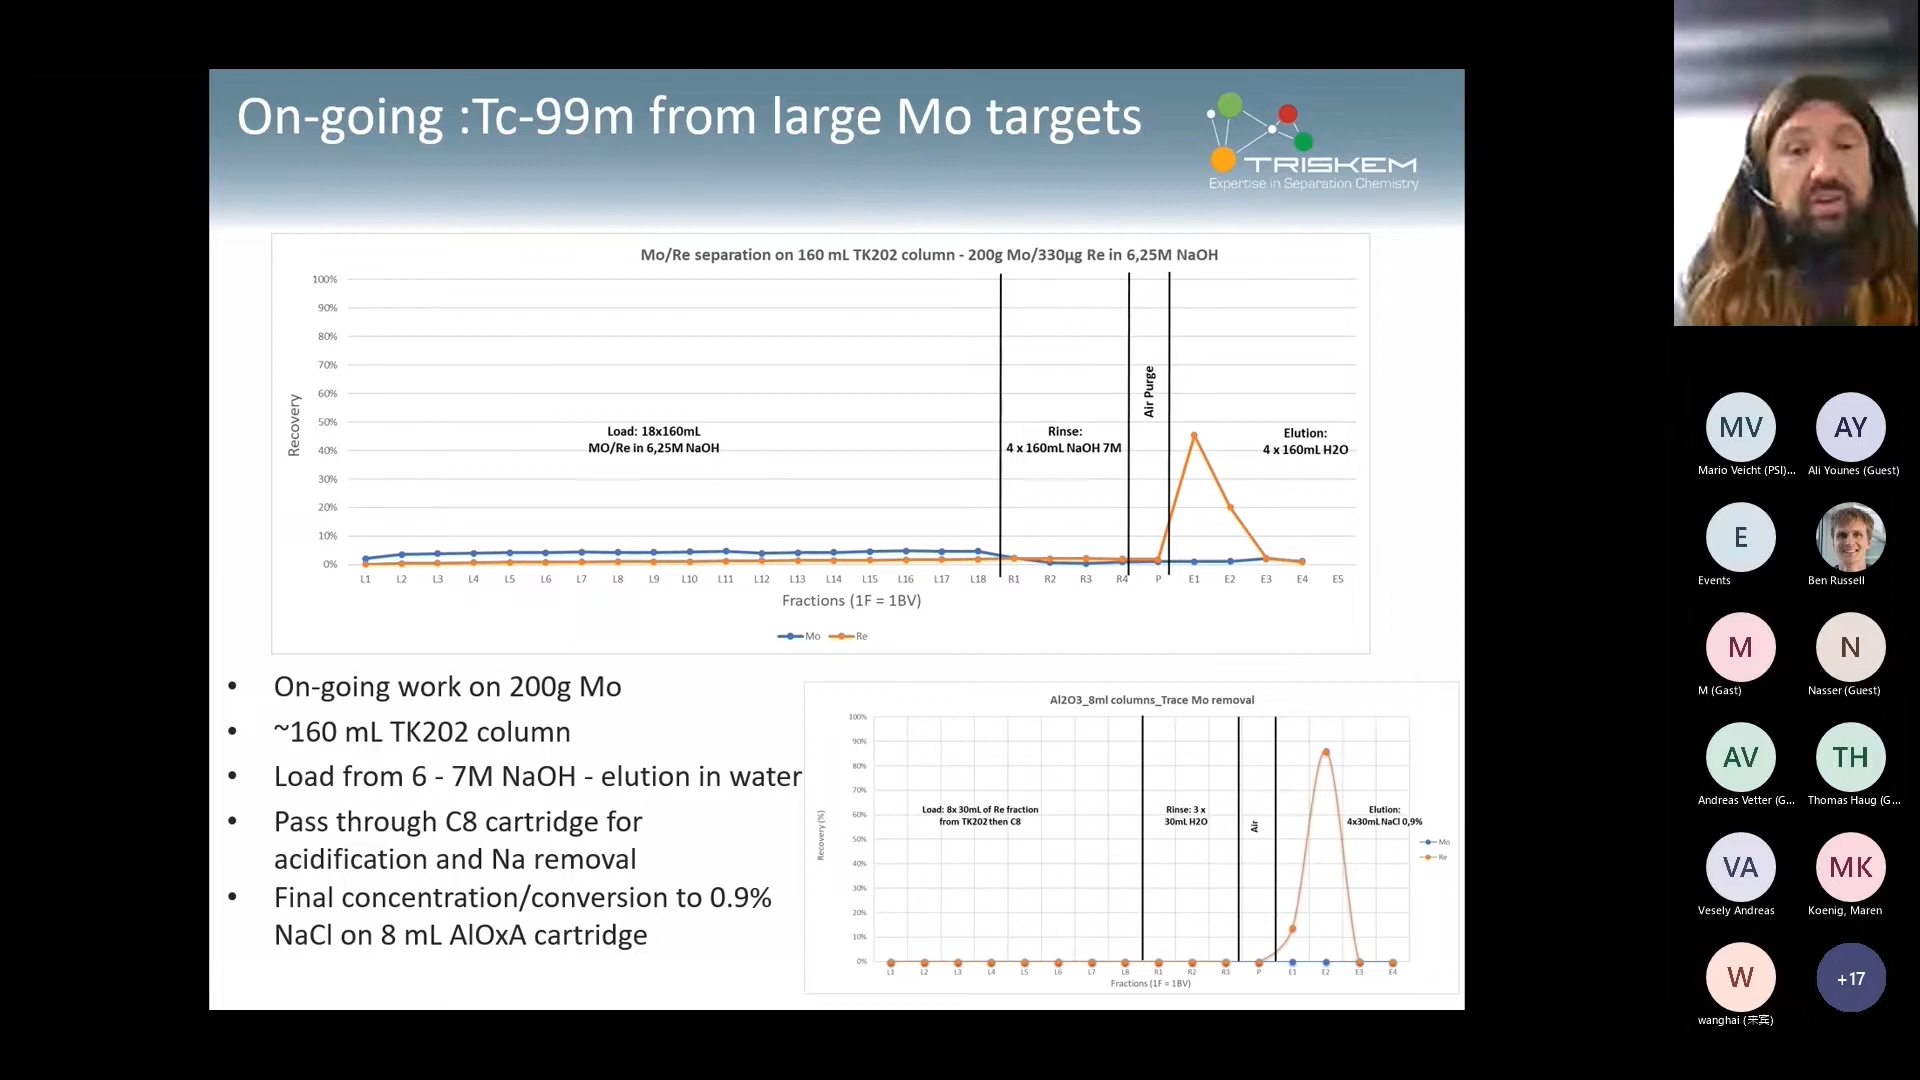 On-going :Tc-99m from large Mo targets
TRISKEM
Expertise in Separation Chemistry
Mo/Re separation on 160 mL TK202 column - 200g Mo/330µg Re in 6,25M NaOH
100%
90%
80%
70%
60%
50%
40%
30%
20%
10%
0%
Recovery
Load: 18x160mL
MO/Re in 6,25M NaOH
Rinse:
4 x 160mL NaOH 7M
Air Purge
Elution:
4 x 160mL H2O
L1 L2 L3 L4 L5 L6 L7 L8 L9 L10 L11 L12 L13 L14 L15 L16 L17 L18 R1 R2 R3 R4 P E1 E2 E3 E4 E5
Fractions (1F = 1BV)
Mo Re
• On-going work on 200g Mo
• ~160 mL TK202 column
• Load from 6 - 7M NaOH - elution in water
• Pass through C8 cartridge for
acidification and Na removal
• Final concentration/conversion to 0.9%
NaCl on 8 mL AlOxA cartridge
Al2O3_8ml columns_Trace Mo removal
100%
90%
80%
70%
60%
50%
40%
30%
20%
10%
0%
Recovery (%)
Load: 8x 30mL of Re fraction
from TK202 then C8
Rinse: 3 x
30mL H2O
Air
Elution:
4x30mL NaCl 0,9%
Mo
Re
L1 L2 L3 L4 L5 L6 L7 L8 R1 R2 R3 P E1 E2 E3 E4
Fractions (1F = 1BV)
MV
AY
Mario Veicht (PSI)...
Ali Younes (Guest)
E
Events
Ben Russell
M
N
M (Gast)
Nasser (Guest)
AV
TH
Andreas Vetter (G...
Thomas Haug (G...
VA
MK
Vesely Andreas
Koenig, Maren
W
+17
wanghai (来宾)